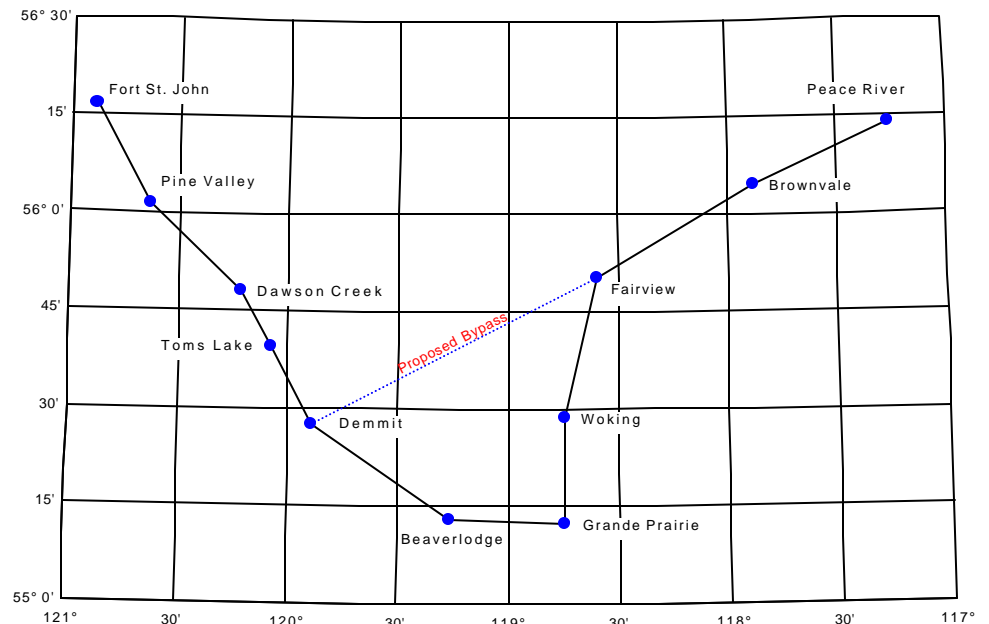 56° 30'
Peace River
Fort St. John
15'
Pine Valley
Brownvale
56° 0'
Fairview
Dawson Creek
45'
Proposed Bypass
Toms Lake
30'
Demmit
Woking
15'
Grande Prairie
Beaverlodge
55° 0'
121° 30' 120° 30' 119° 30' 118° 30' 117°